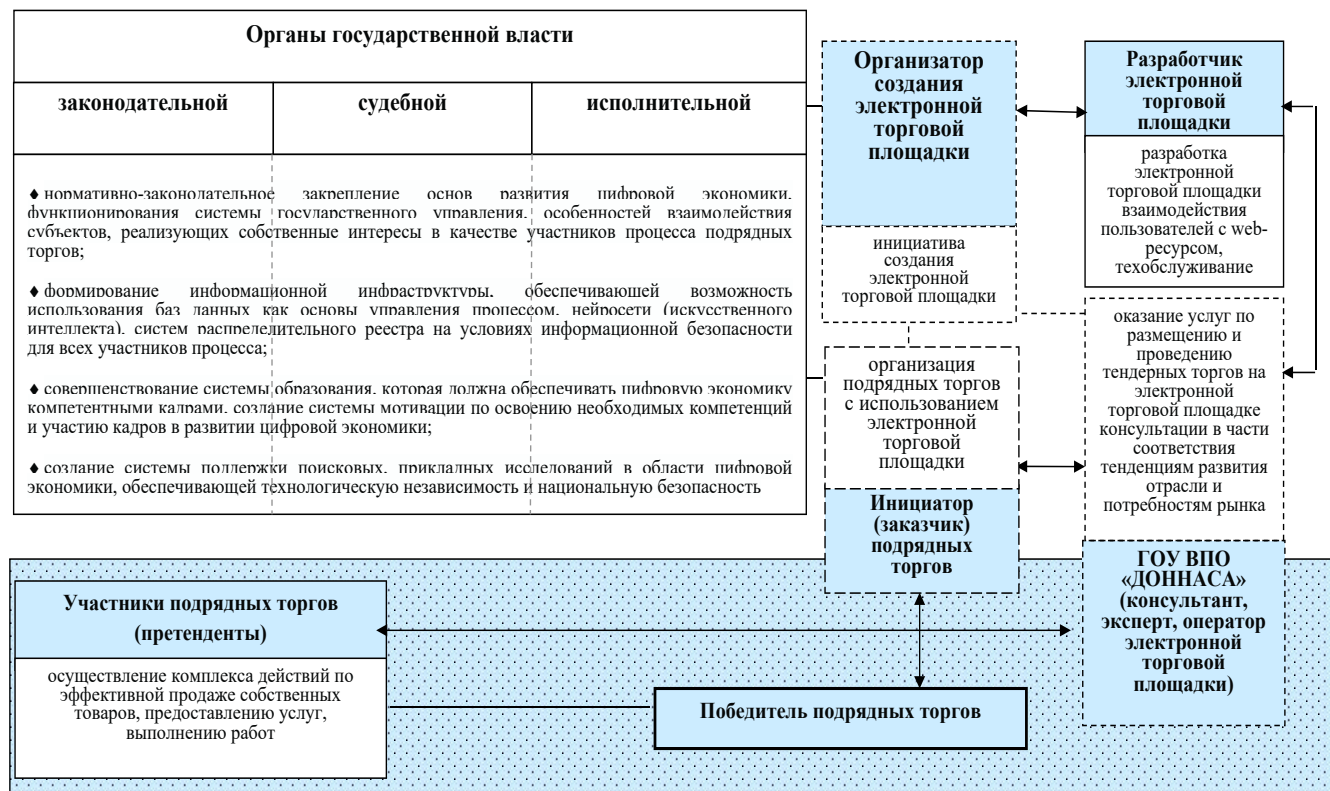 Органы государственной власти
законодательной
судебной
исполнительной
♦ нормативно-законодательное закрепление основ развития цифровой экономики,
функционирования системы государственного управления, особенностей взаимодействия
субъектов, реализующих собственные интересы в качестве участников процесса подрядных
торгов;
♦ формирование информационной инфраструктуры, обеспечивающей возможность
использования баз данных как основы управления процессом, нейросети (искусственного
интеллекта), систем распределительного реестра на условиях информационной безопасности
для всех участников процесса;
♦ совершенствование системы образования, которая должна обеспечивать цифровую экономику
компетентными кадрами, создание системы мотивации по освоению необходимых компетенций
и участию кадров в развитии цифровой экономики;
♦ создание системы поддержки поисковых, прикладных исследований в области цифровой
экономики, обеспечивающей технологическую независимость и национальную безопасность
Организатор
создания
электронной
торговой
площадки
инициатива
создания
электронной
торговой площадки
Разработчик
электронной
торговой
площадки
разработка
электронной
торговой площадки
взаимодействия
пользователей с web-
ресурсом,
техобслуживание
организация
подрядных торгов
с использованием
электронной
торговой
площадки
Инициатор
(заказчик)
подрядных
торгов
оказание услуг по
размещению и
проведению
тендерных торгов на
электронной
торговой площадке
консультации в части
соответствия
тенденциям развития
отрасли и
потребностям рынка
ГОУ ВПО
«ДОННАСА»
(консультант,
эксперт, оператор
электронной
торговой
площадки)
Участники подрядных торгов
(претенденты)
осуществление комплекса действий по
эффективной продаже собственных
товаров, предоставлению услуг,
выполнению работ
Победитель подрядных торгов